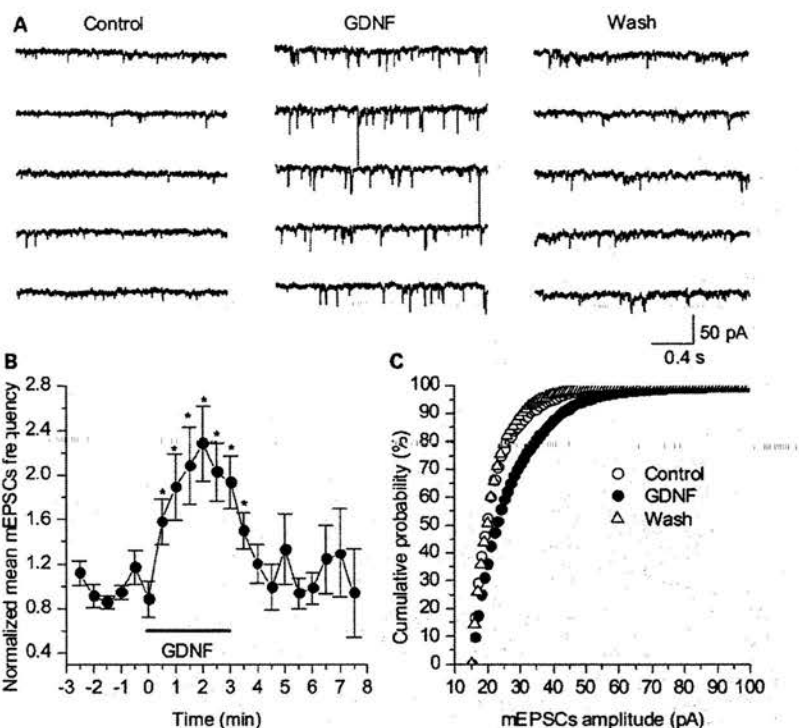 A
Control
GDNF
Wash
50 pA
0.4 s
B
Normalized mean mEPSCs frequency
2.8
2.4
2.0
1.6
1.2
0.8
0.4
* * * * * * *
GDNF
-3 -2 -1 0 1 2 3 4 5 6 7 8
Time (min)
C
Cumulative probability (%)
100
90
80
70
60
50
40
30
20
10
0
Control
GDNF
Wash
10 20 30 40 50 60 70 80 90 100
mEPSCs amplitude (pA)